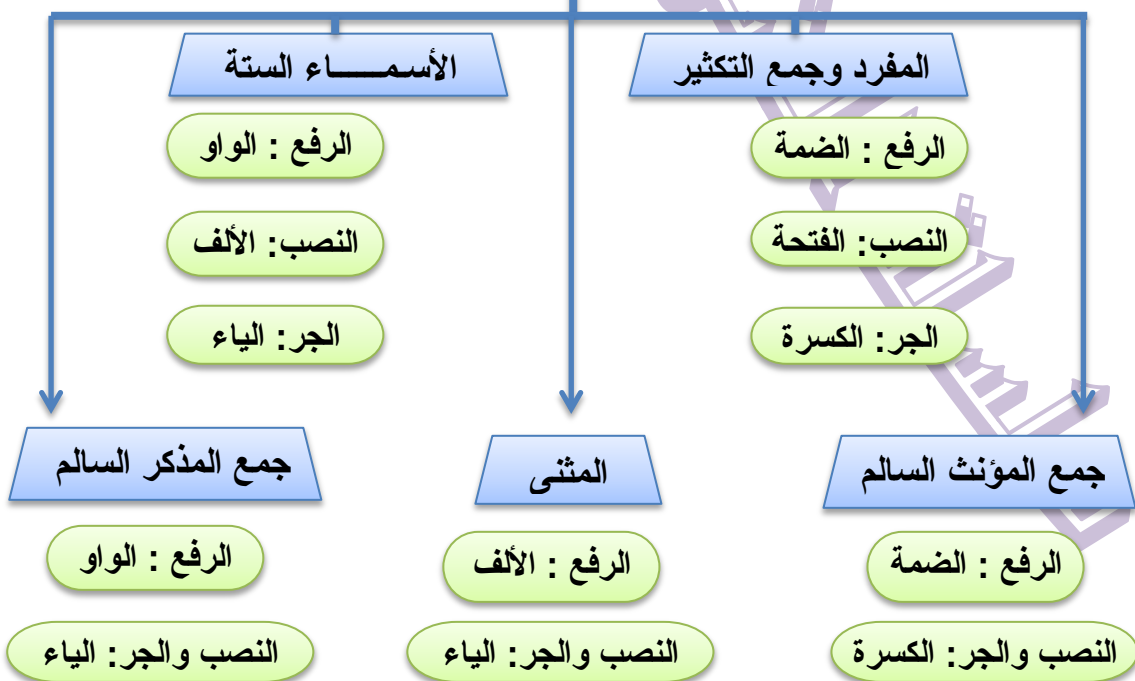 المفرد وجمع التكثير
الأسمـــــاء الستة
الرفع : الضمة
الرفع : الواو
النصب: الفتحة
النصب: الألف
الجر: الكسرة
الجر: الياء
جمع المؤنث السالم
المثنى
جمع المذكر السالم
الرفع : الضمة
الرفع : الألف
الرفع : الواو
النصب والجر: الكسرة
النصب والجر: الياء
النصب والجر: الياء